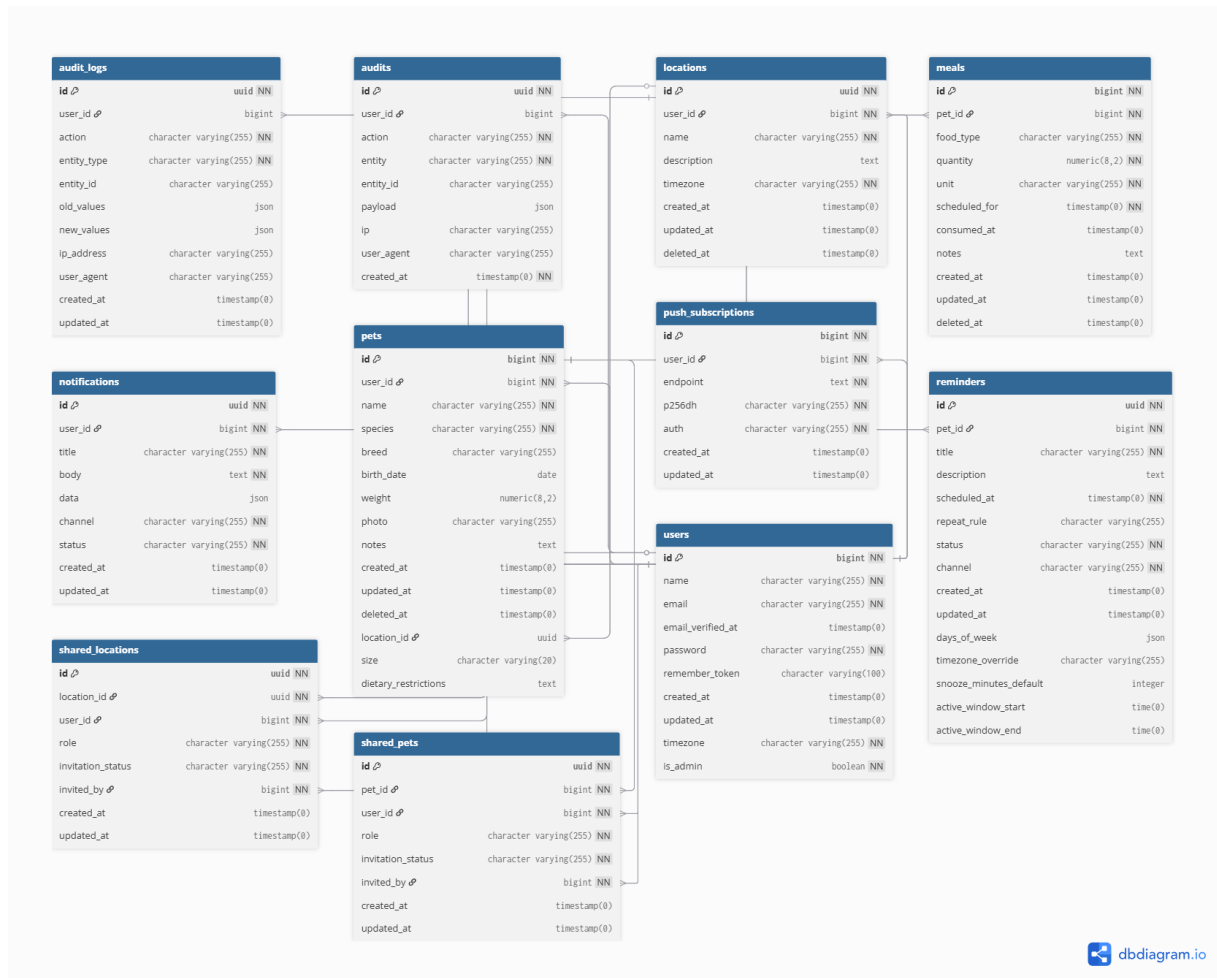 audit_logs
id uuid NN
user_id bigint
action character varying(255) NN
entity_type character varying(255) NN
entity_id character varying(255)
old_values json
new_values json
ip_address character varying(255)
user_agent character varying(255)
created_at timestamp(0)
updated_at timestamp(0)
audits
id uuid NN
user_id bigint
action character varying(255) NN
entity character varying(255) NN
entity_id character varying(255)
payload json
ip character varying(255)
user_agent character varying(255)
created_at timestamp(0) NN
locations
id uuid NN
user_id bigint NN
name character varying(255) NN
description text
timezone character varying(255) NN
created_at timestamp(0)
updated_at timestamp(0)
deleted_at timestamp(0)
meals
id bigint NN
pet_id bigint NN
food_type character varying(255) NN
quantity numeric(8,2) NN
unit character varying(255) NN
scheduled_for timestamp(0) NN
consumed_at timestamp(0)
notes text
created_at timestamp(0)
updated_at timestamp(0)
deleted_at timestamp(0)
notifications
id uuid NN
user_id bigint NN
title character varying(255) NN
body text NN
data json
channel character varying(255) NN
status character varying(255) NN
created_at timestamp(0)
updated_at timestamp(0)
pets
id bigint NN
user_id bigint NN
name character varying(255) NN
species character varying(255) NN
breed character varying(255)
birth_date date
weight numeric(8,2)
photo character varying(255)
notes text
created_at timestamp(0)
updated_at timestamp(0)
deleted_at timestamp(0)
location_id uuid
size character varying(20)
dietary_restrictions text
push_subscriptions
id bigint NN
user_id bigint NN
endpoint text NN
p256dh character varying(255) NN
auth character varying(255) NN
created_at timestamp(0)
updated_at timestamp(0)
reminders
id uuid NN
pet_id bigint NN
title character varying(255) NN
description text
scheduled_at timestamp(0) NN
repeat_rule character varying(255)
status character varying(255) NN
channel character varying(255) NN
created_at timestamp(0)
updated_at timestamp(0)
days_of_week json
timezone_override character varying(255)
snooze_minutes_default integer
active_window_start time(0)
active_window_end time(0)
users
id bigint NN
name character varying(255) NN
email character varying(255) NN
email_verified_at timestamp(0)
password character varying(255) NN
remember_token character varying(100)
created_at timestamp(0)
updated_at timestamp(0)
timezone character varying(255) NN
is_admin boolean NN
shared_locations
id uuid NN
location_id uuid NN
user_id bigint NN
role character varying(255) NN
invitation_status character varying(255) NN
invited_by bigint NN
created_at timestamp(0)
updated_at timestamp(0)
shared_pets
id uuid NN
pet_id bigint NN
user_id bigint NN
role character varying(255) NN
invitation_status character varying(255) NN
invited_by bigint NN
created_at timestamp(0)
updated_at timestamp(0)
dbdiagram.io